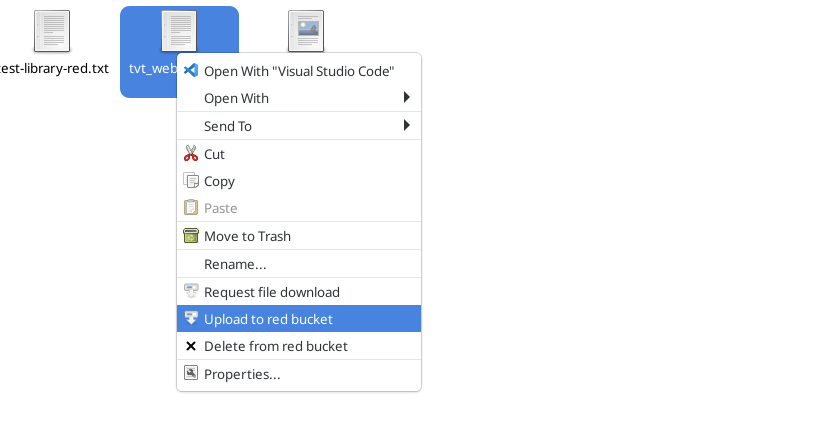 est-library-red.txt
tvt_web
Open With "Visual Studio Code"
Open With
Send To
Cut
Copy
Paste
Move to Trash
Rename...
Request file download
Upload to red bucket
Delete from red bucket
Properties...